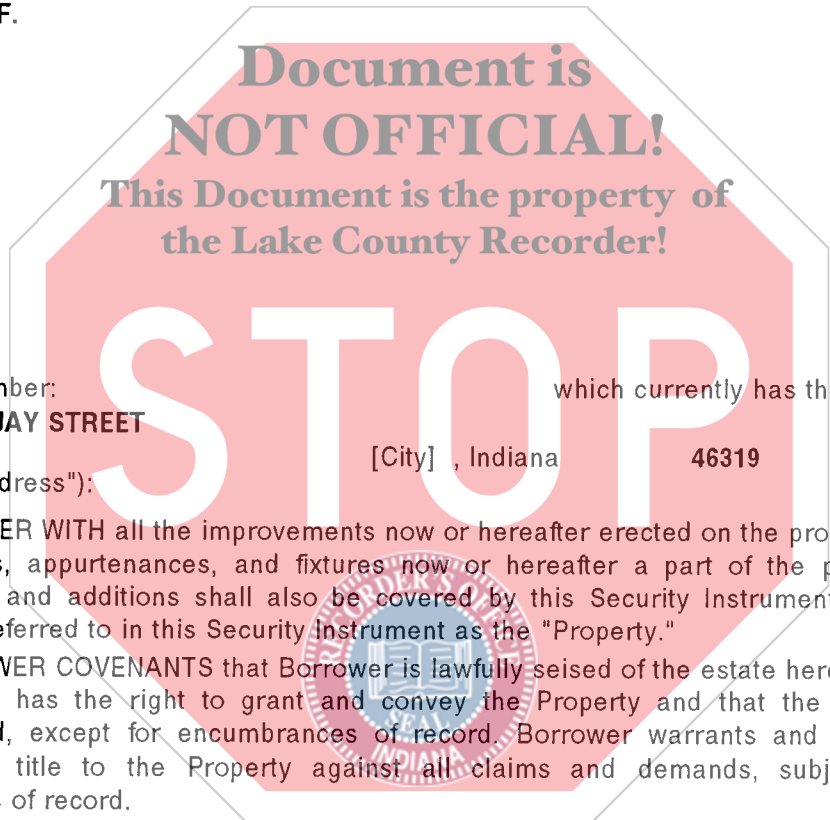 F.
Document is
NOT OFFICIAL!
This Document is the property of
the Lake County Recorder!
STOP
mber: which currently has th
JAY STREET
[City] , Indiana 46319
dress"):
ER WITH all the improvements now or hereafter erected on the pro
s, appurtenances, and fixtures now or hereafter a part of the p
and additions shall also be covered by this Security Instrument
eferred to in this Security Instrument as the "Property."
WER COVENANTS that Borrower is lawfully seised of the estate here
has the right to grant and convey the Property and that the
d, except for encumbrances of record. Borrower warrants and
title to the Property against all claims and demands, subj
of record.
RECORDER'S OFFICE
SEAL
INDIANA